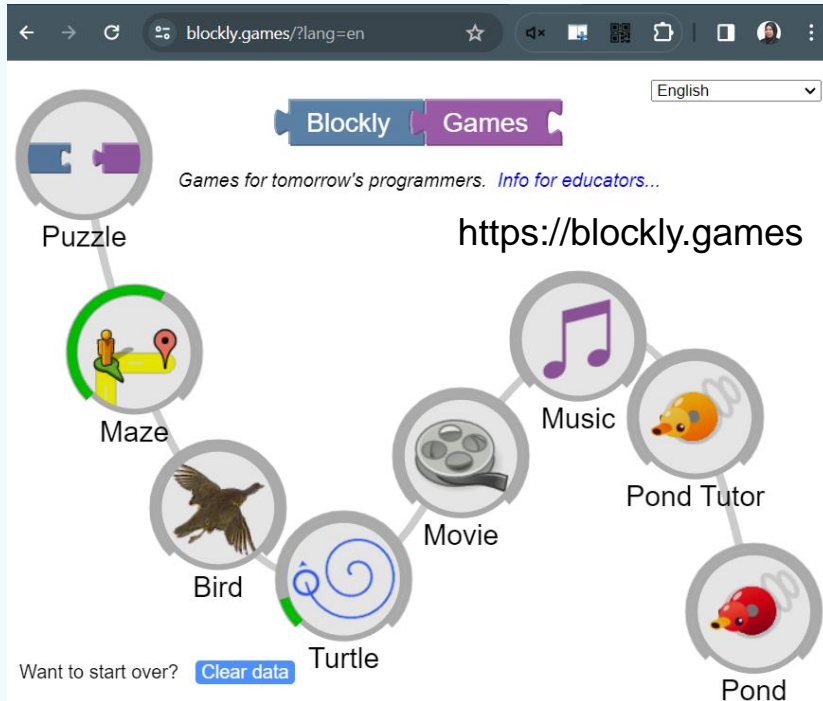 blockly.games/?lang=en
English
Blockly Games
Games for tomorrow's programmers. Info for educators...
https://blockly.games
Puzzle
Maze
Bird
Turtle
Movie
Music
Pond Tutor
Pond
Want to start over? Clear data